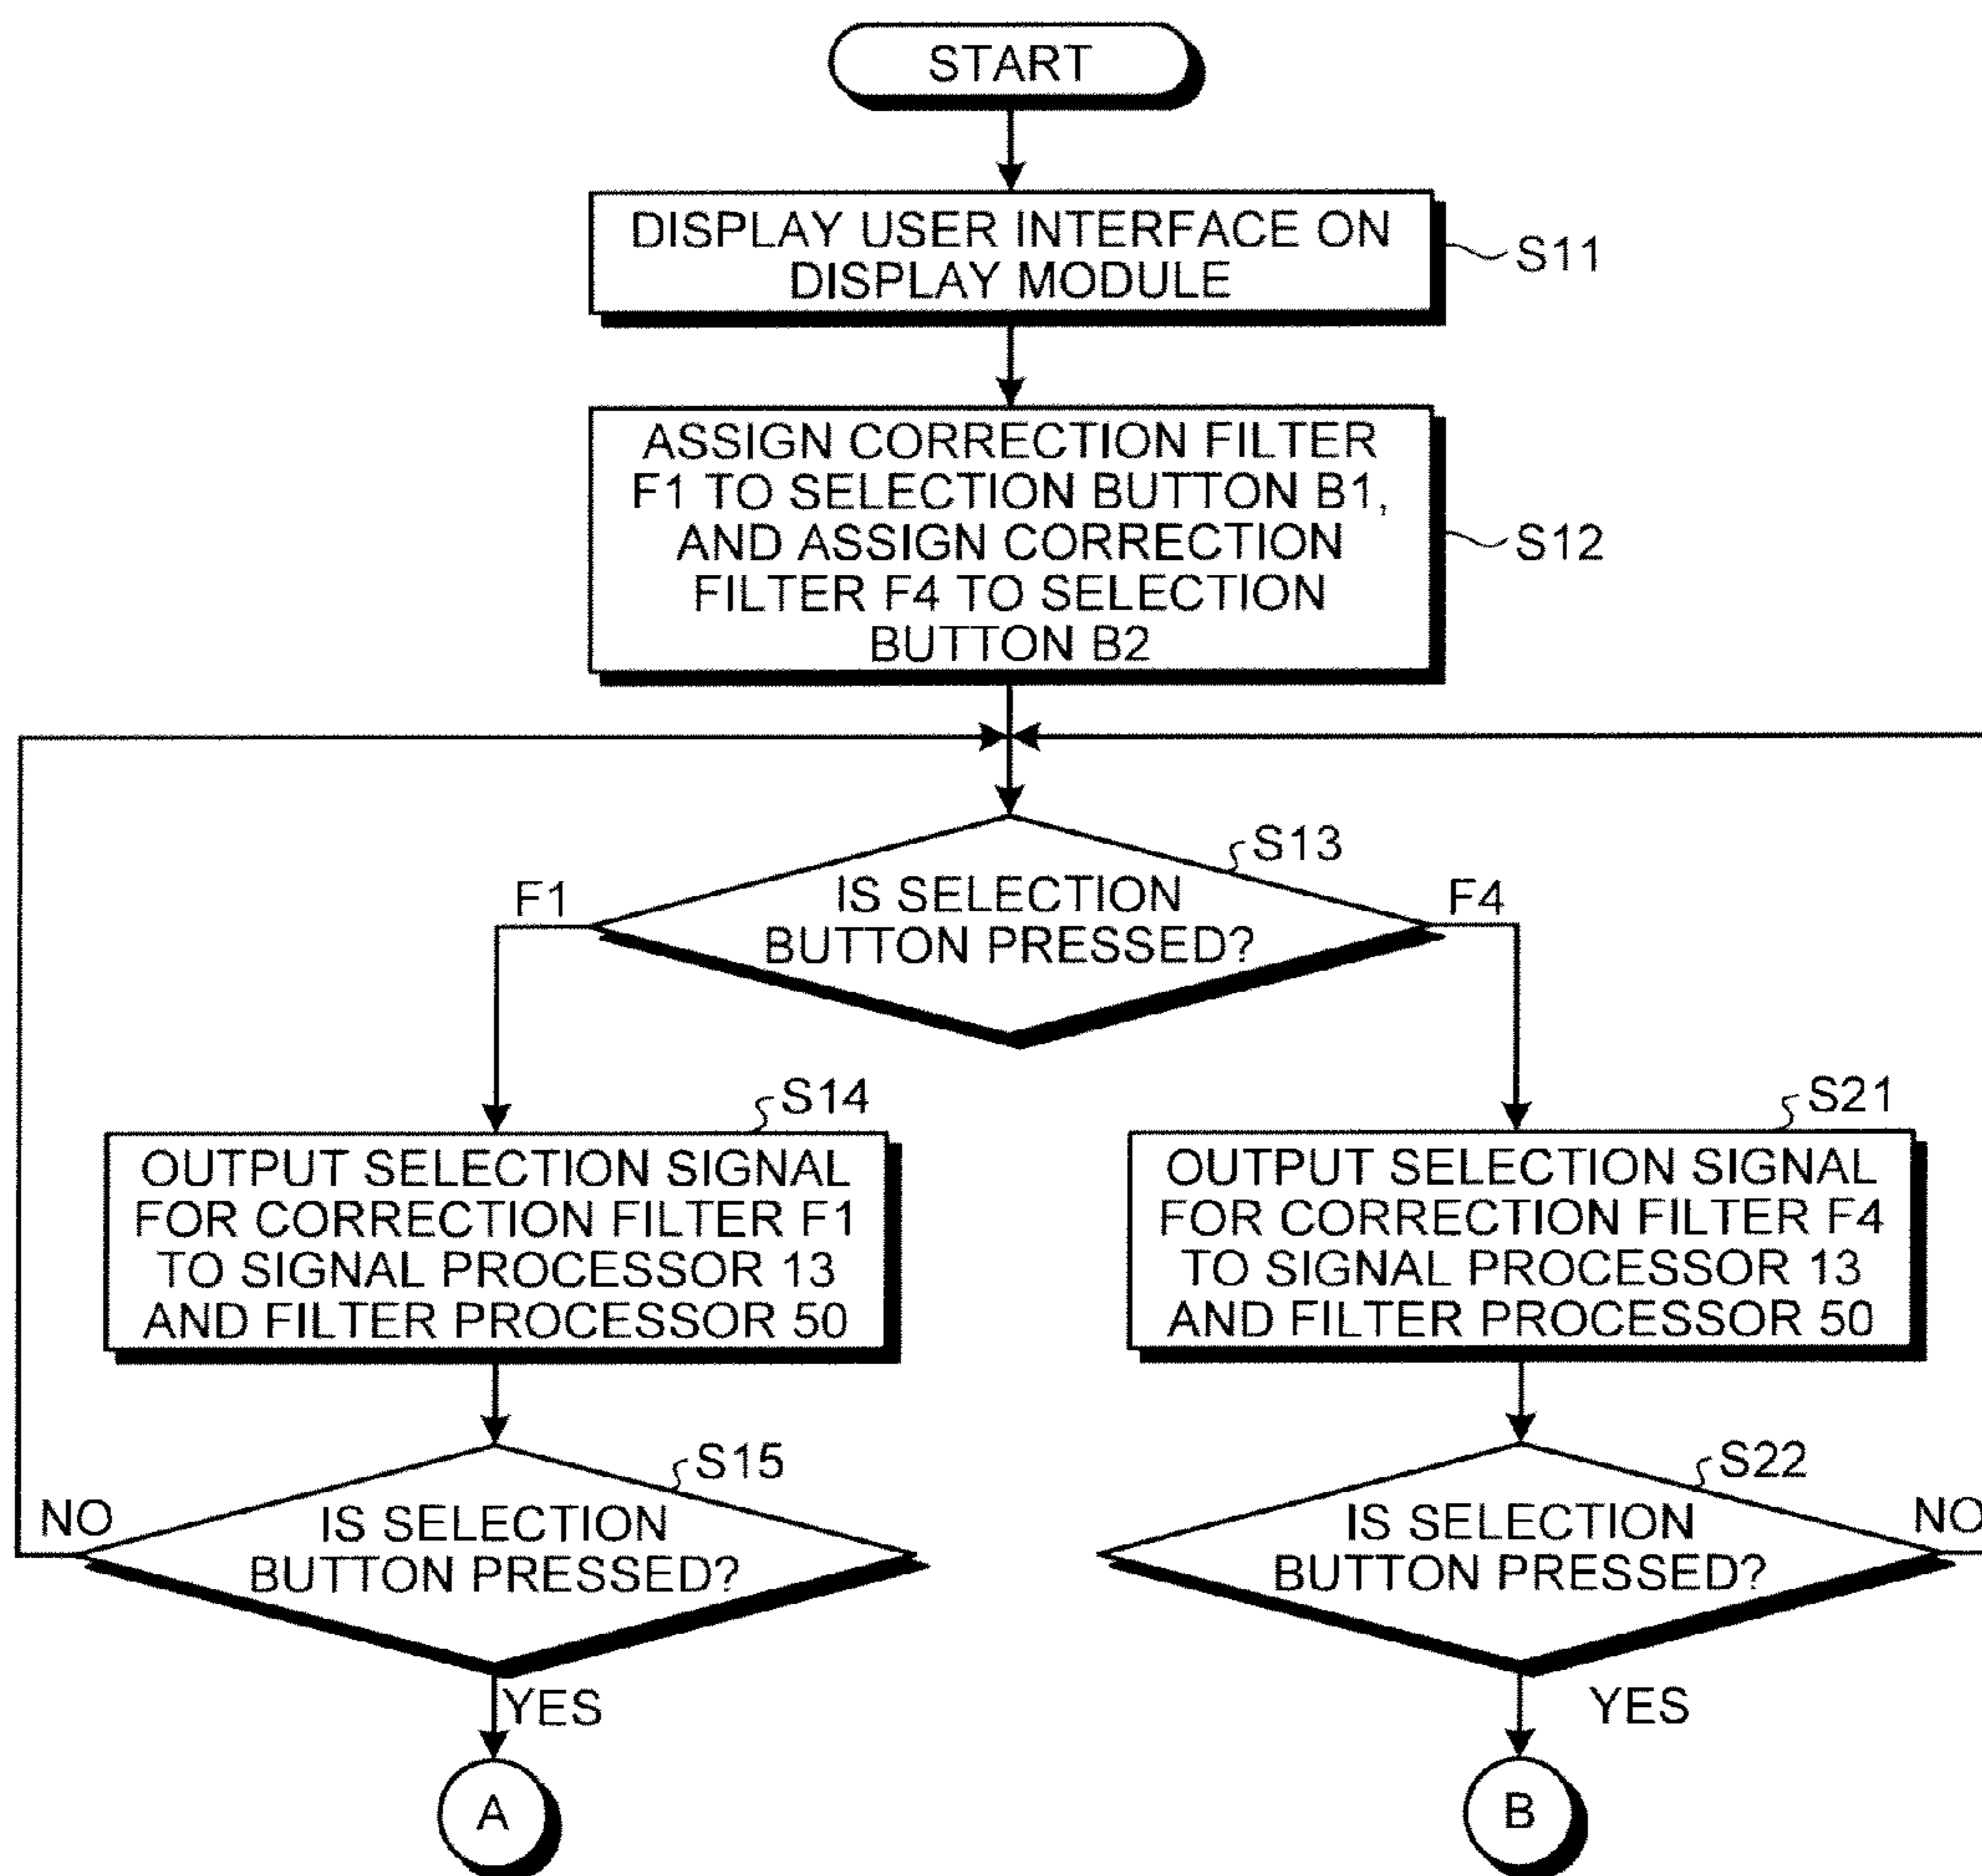 START
DISPLAY USER INTERFACE ON
DISPLAY MODULE
S11
ASSIGN CORRECTION FILTER
F1 TO SELECTION BUTTON B1,
AND ASSIGN CORRECTION
FILTER F4 TO SELECTION
BUTTON B2
S12
S13
IS SELECTION
BUTTON PRESSED?
F1
F4
S14
OUTPUT SELECTION SIGNAL
FOR CORRECTION FILTER F1
TO SIGNAL PROCESSOR 13
AND FILTER PROCESSOR 50
S21
OUTPUT SELECTION SIGNAL
FOR CORRECTION FILTER F4
TO SIGNAL PROCESSOR 13
AND FILTER PROCESSOR 50
S15
NO
IS SELECTION
BUTTON PRESSED?
YES
A
S22
IS SELECTION
BUTTON PRESSED?
NO
YES
B